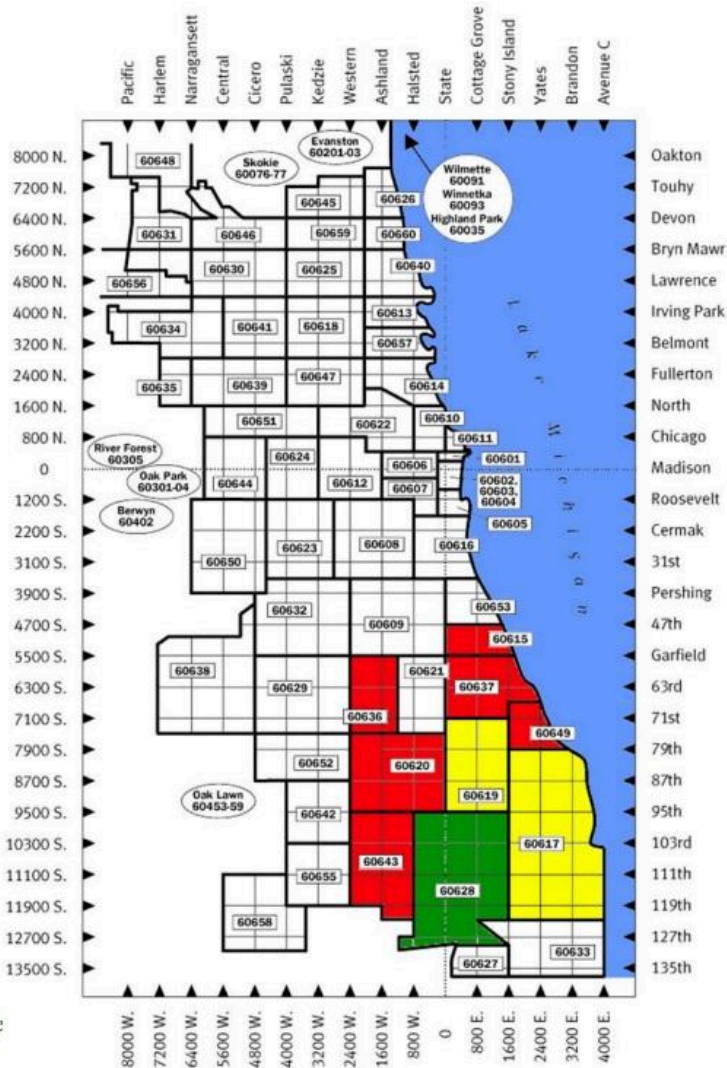 Pacific
Harlem
Narragansett
Central
Cicero
Pulaski
Kedzie
Western
Ashland
Halsted
State
Cottage Grove
Stony Island
Yates
Brandon
Avenue C
8000 N.
7200 N.
6400 N.
5600 N.
4800 N.
4000 N.
3200 N.
2400 N.
1600 N.
800 N.
0
1200 S.
2200 S.
3100 S.
3900 S.
4700 S.
5500 S.
6300 S.
7100 S.
7900 S.
8700 S.
9500 S.
10300 S.
11100 S.
11900 S.
12700 S.
13500 S.
Evanston
60201-03
60648
Skokie
60076-77
Wilmette
60091
Winnetka
60093
Highland Park
60035
60645
60626
60631
60646
60659
60660
60630
60625
60640
60656
60634
60641
60618
60613
60657
60635
60639
60647
60614
60651
60622
60610
60611
River Forest
60305
60624
60606
60601
Oak Park
60301-04
60644
60612
60607
60602,
60603,
60604
Berwyn
60402
60605
60623
60608
60616
60650
60632
60609
60653
60615
60638
60629
60621
60637
60636
60649
60652
60620
60619
Oak Lawn
60453-59
60642
60617
60643
60655
60628
60658
60627
60633
Lake Michigan
Oakton
Touhy
Devon
Bryn Mawr
Lawrence
Irving Park
Belmont
Fullerton
North
Chicago
Madison
Roosevelt
Cermak
31st
Pershing
47th
Garfield
63rd
71st
79th
87th
95th
103rd
111th
119th
127th
135th
8000 W.
7200 W.
6400 W.
5600 W.
4800 W.
4000 W.
3200 W.
2400 W.
1600 W.
800 W.
0
800 E.
1600 E.
2400 E.
3200 E.
4000 E.